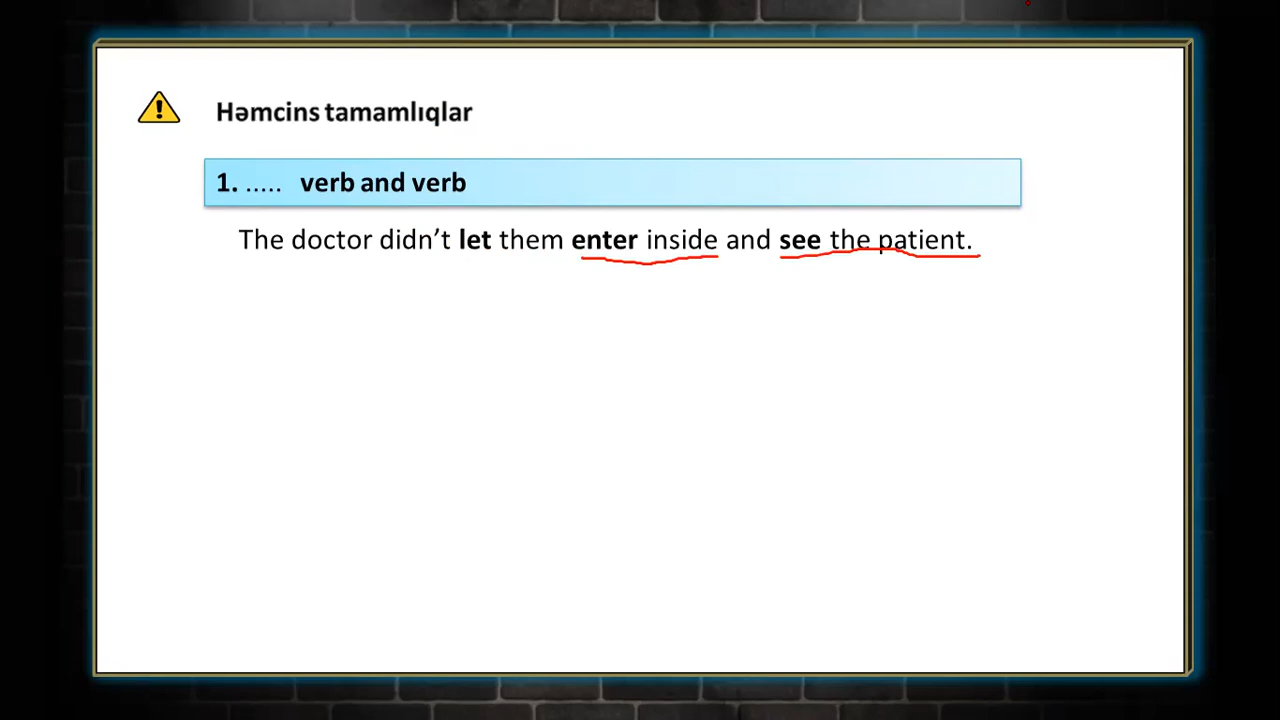 Həmcins tamamlıqlar
1. ..... verb and verb
The doctor didn’t let them enter inside and see the patient.